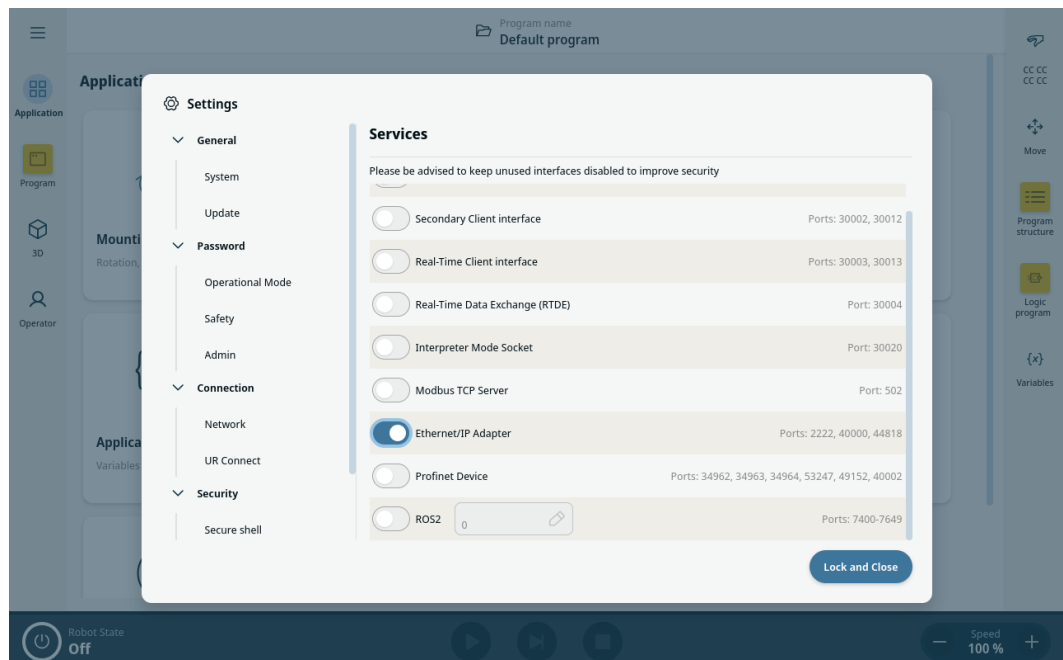 Program name
Default program
CC CC
CC CC
Application
Program
3D
Operator
Move
Program
structure
Logic
program
{x}
Variables
Rotation,
Variables
Settings
General
System
Update
Password
Operational Mode
Safety
Admin
Connection
Network
UR Connect
Security
Secure shell
Services
Please be advised to keep unused interfaces disabled to improve security
Secondary Client interface Ports: 30002, 30012
Real-Time Client interface Ports: 30003, 30013
Real-Time Data Exchange (RTDE) Port: 30004
Interpreter Mode Socket Port: 30020
Modbus TCP Server Port: 502
Ethernet/IP Adapter Ports: 2222, 40000, 44818
Profinet Device Ports: 34962, 34963, 34964, 53247, 49152, 40002
ROS2 0 Ports: 7400-7649
Lock and Close
Robot State
Off
Speed
100 %